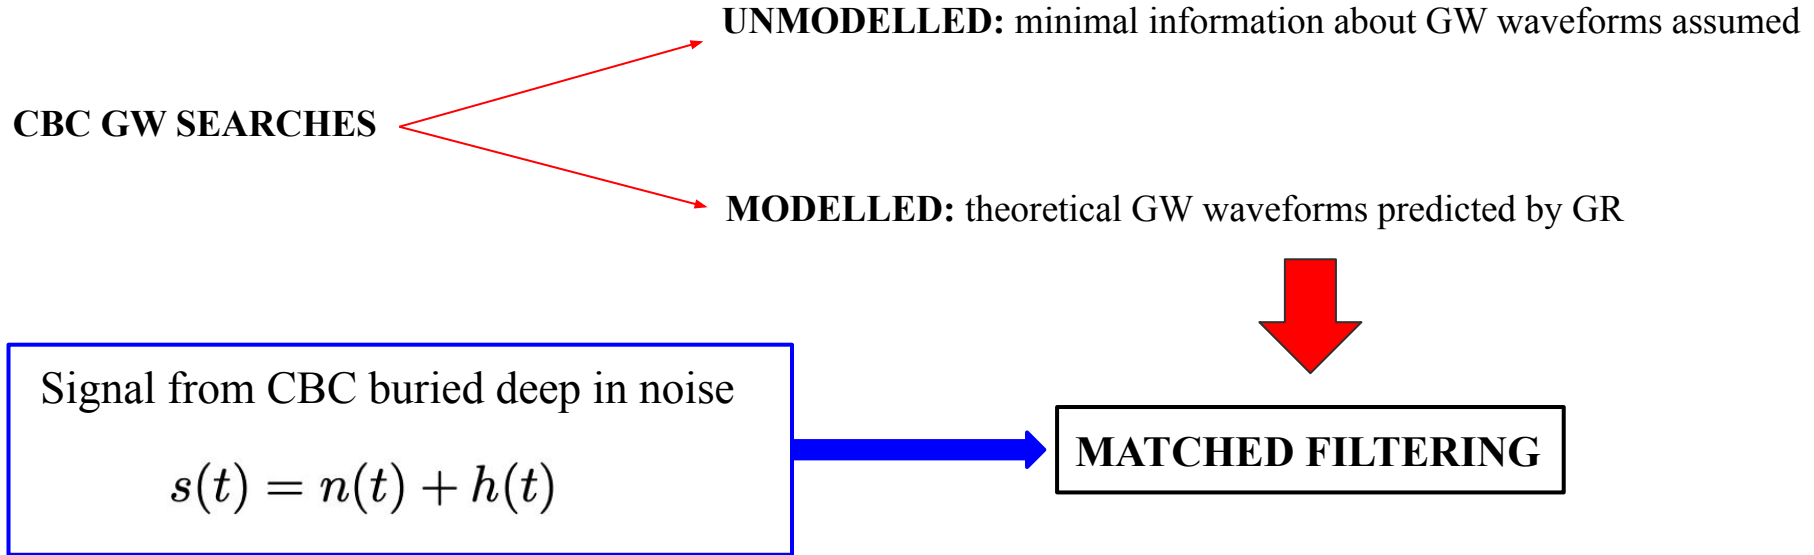 UNMODELLED: minimal information about GW waveforms assumed
CBC GW SEARCHES
MODELLED: theoretical GW waveforms predicted by GR
Signal from CBC buried deep in noise
s(t) = n(t) + h(t)
MATCHED FILTERING